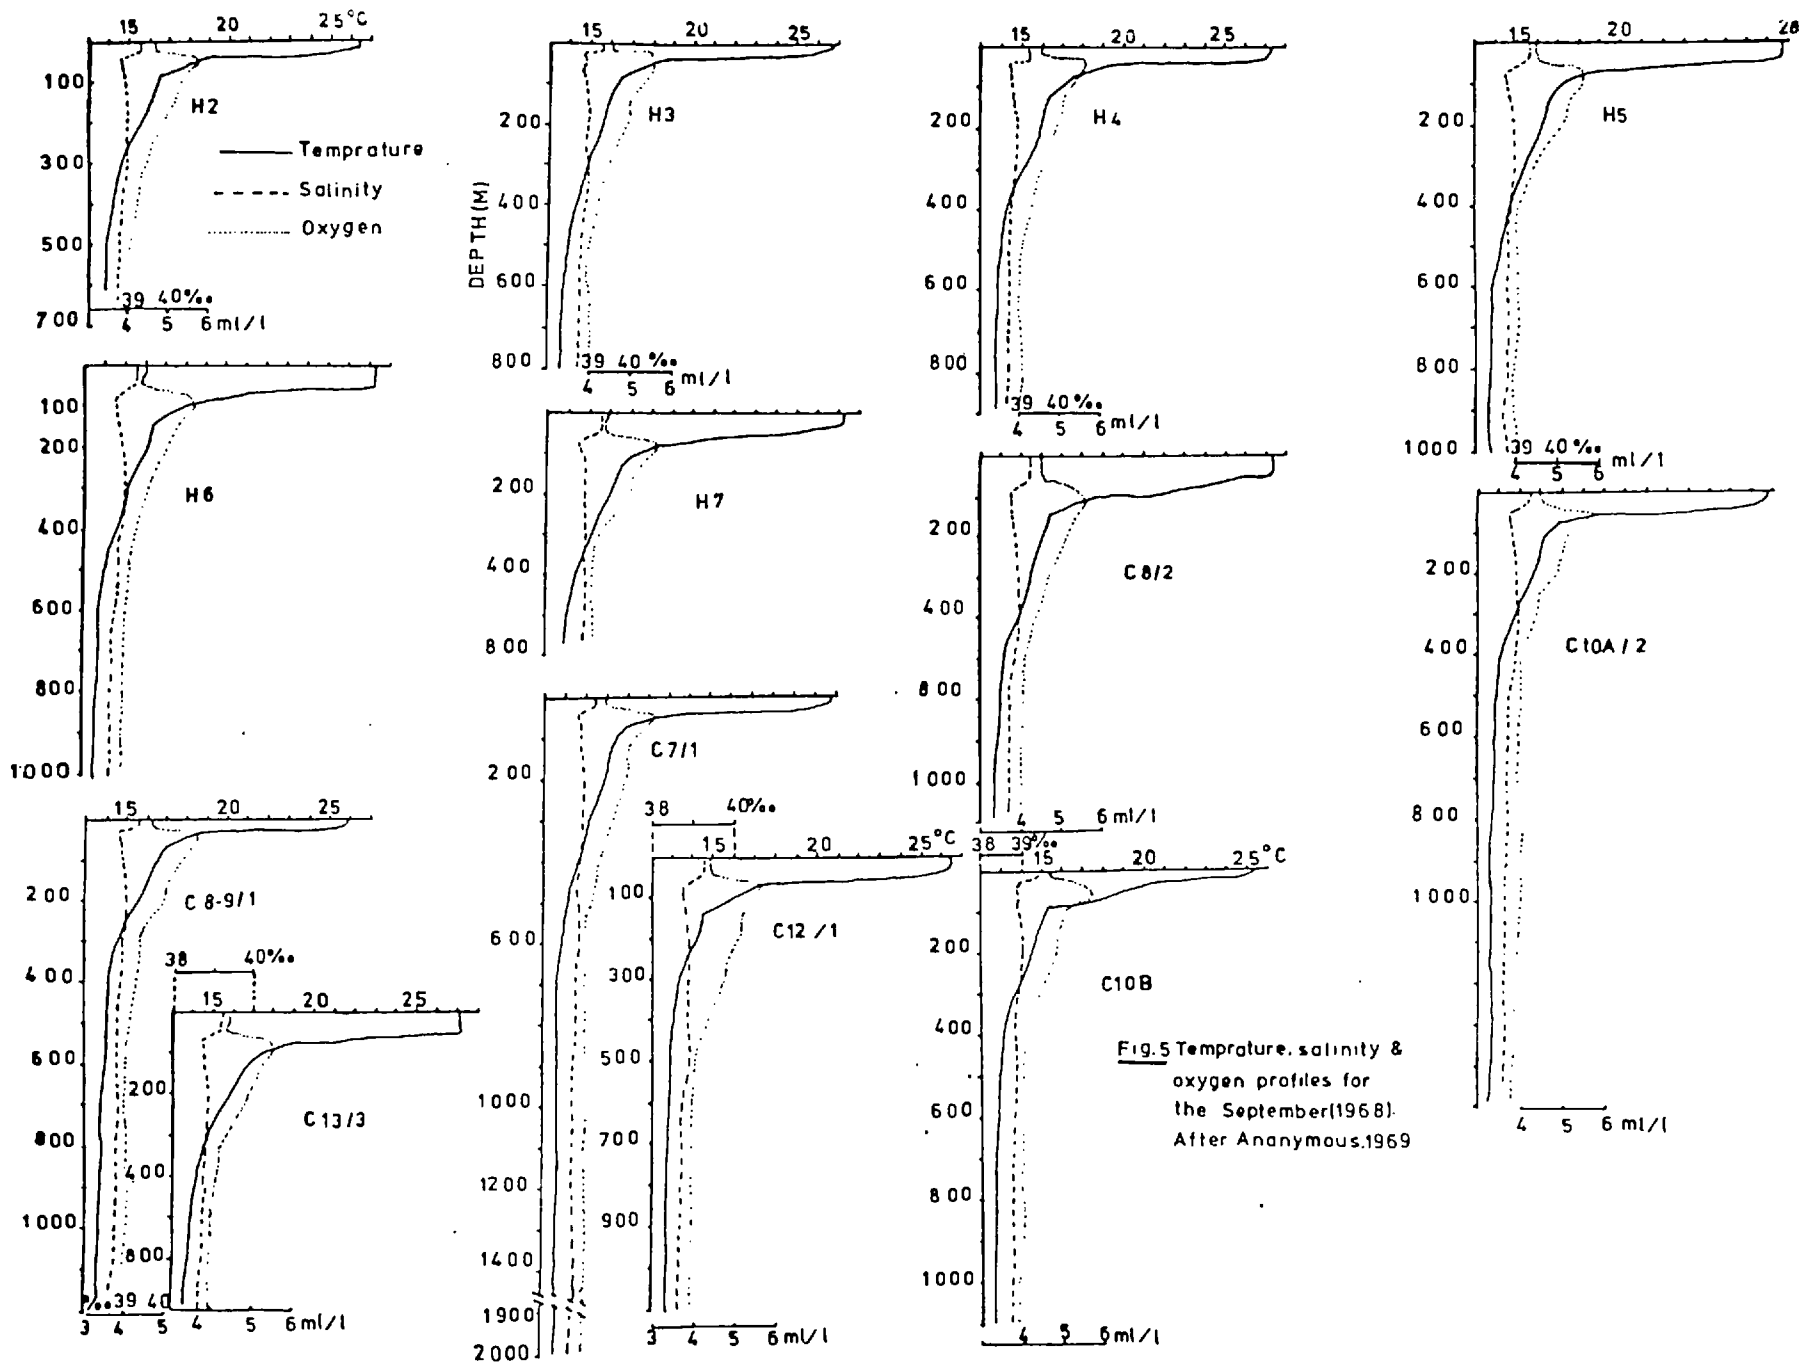 15 20 25°C
100
300
500
700
H2
Temprature
Salinity
Oxygen
39 40‰
4 5 6 ml/l
15 20 25
DEPTH (M)
200
400
600
800
H3
39 40‰
4 5 6 ml/l
15 20 25
200
400
600
800
H4
39 40‰
4 5 6 ml/l
15 20 28
200
400
600
800
1000
H5
39 40‰
4 5 6 ml/l
100
200
400
600
800
1000
H6
200
400
800
H7
200
400
800
1000
C8/2
4 5 6 ml/l
200
400
600
800
1000
C10A/2
4 5 6 ml/l
15 20 25
200
400
600
800
1000
C8-9/1
39 40
3 4 5
38 40‰
15 20 25
200
400
800
C13/3
4 5 6 ml/l
200
600
1000
1200
1400
1900
2000
C7/1
38 40‰
15 20 25°C
100
300
500
700
900
C12/1
3 4 5 6 ml/l
38 39‰
15 20 25°C
200
400
600
800
1000
C10B
4 5 6 ml/l
Fig.5 Temprature, salinity &
oxygen profiles for
the September(1968).
After Ananymous,1969